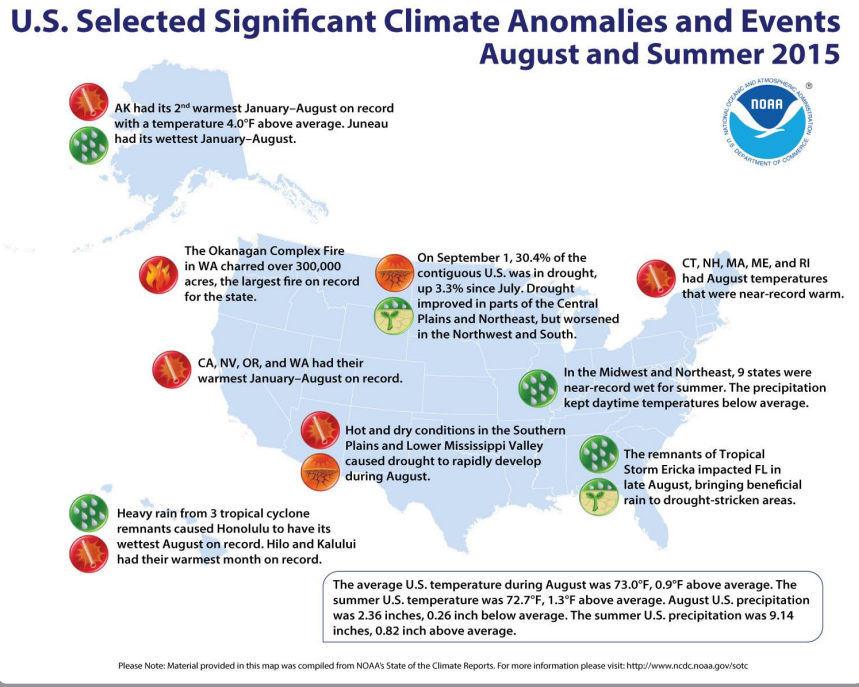 U.S. Selected Significant Climate Anomalies and Events
August and Summer 2015
NATIONAL OCEANIC AND ATMOSPHERIC ADMINISTRATION
U.S. DEPARTMENT OF COMMERCE
NOAA
®
AK had its 2nd warmest January–August on record
with a temperature 4.0°F above average. Juneau
had its wettest January–August.
The Okanagan Complex Fire
in WA charred over 300,000
acres, the largest fire on record
for the state.
On September 1, 30.4% of the
contiguous U.S. was in drought,
up 3.3% since July. Drought
improved in parts of the Central
Plains and Northeast, but worsened
in the Northwest and South.
CT, NH, MA, ME, and RI
had August temperatures
that were near-record warm.
CA, NV, OR, and WA had their
warmest January–August on record.
In the Midwest and Northeast, 9 states were
near-record wet for summer. The precipitation
kept daytime temperatures below average.
Hot and dry conditions in the Southern
Plains and Lower Mississippi Valley
caused drought to rapidly develop
during August.
The remnants of Tropical
Storm Ericka impacted FL in
late August, bringing beneficial
rain to drought-stricken areas.
Heavy rain from 3 tropical cyclone
remnants caused Honolulu to have its
wettest August on record. Hilo and Kalului
had their warmest month on record.
The average U.S. temperature during August was 73.0°F, 0.9°F above average. The
summer U.S. temperature was 72.7°F, 1.3°F above average. August U.S. precipitation
was 2.36 inches, 0.26 inch below average. The summer U.S. precipitation was 9.14
inches, 0.82 inch above average.
Please Note: Material provided in this map was compiled from NOAA's State of the Climate Reports. For more information please visit: http://www.ncdc.noaa.gov/sotc